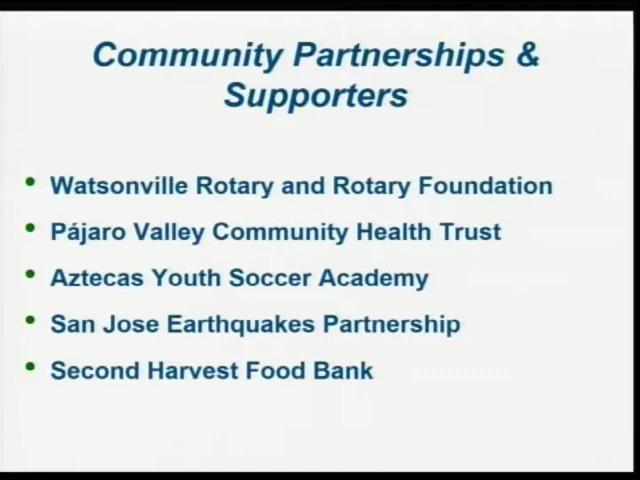 Community Partnerships &
Supporters
• Watsonville Rotary and Rotary Foundation
• Pájaro Valley Community Health Trust
• Aztecas Youth Soccer Academy
• San Jose Earthquakes Partnership
• Second Harvest Food Bank